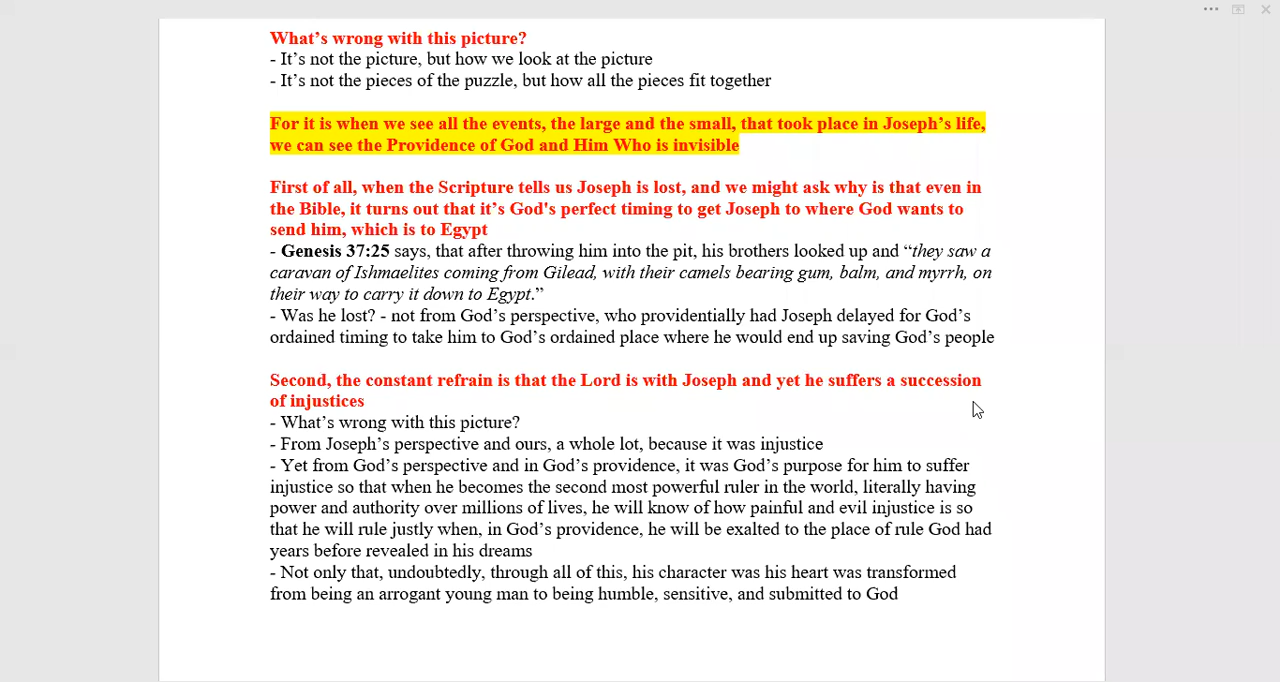 What’s wrong with this picture?
- It’s not the picture, but how we look at the picture
- It’s not the pieces of the puzzle, but how all the pieces fit together
For it is when we see all the events, the large and the small, that took place in Joseph’s life,
we can see the Providence of God and Him Who is invisible
First of all, when the Scripture tells us Joseph is lost, and we might ask why is that even in
the Bible, it turns out that it’s God's perfect timing to get Joseph to where God wants to
send him, which is to Egypt
- Genesis 37:25 says, that after throwing him into the pit, his brothers looked up and “they saw a
caravan of Ishmaelites coming from Gilead, with their camels bearing gum, balm, and myrrh, on
their way to carry it down to Egypt.”
- Was he lost? - not from God’s perspective, who providentially had Joseph delayed for God’s
ordained timing to take him to God’s ordained place where he would end up saving God’s people
Second, the constant refrain is that the Lord is with Joseph and yet he suffers a succession
of injustices
- What’s wrong with this picture?
- From Joseph’s perspective and ours, a whole lot, because it was injustice
- Yet from God’s perspective and in God’s providence, it was God’s purpose for him to suffer
injustice so that when he becomes the second most powerful ruler in the world, literally having
power and authority over millions of lives, he will know of how painful and evil injustice is so
that he will rule justly when, in God’s providence, he will be exalted to the place of rule God had
years before revealed in his dreams
- Not only that, undoubtedly, through all of this, his character was his heart was transformed
from being an arrogant young man to being humble, sensitive, and submitted to God